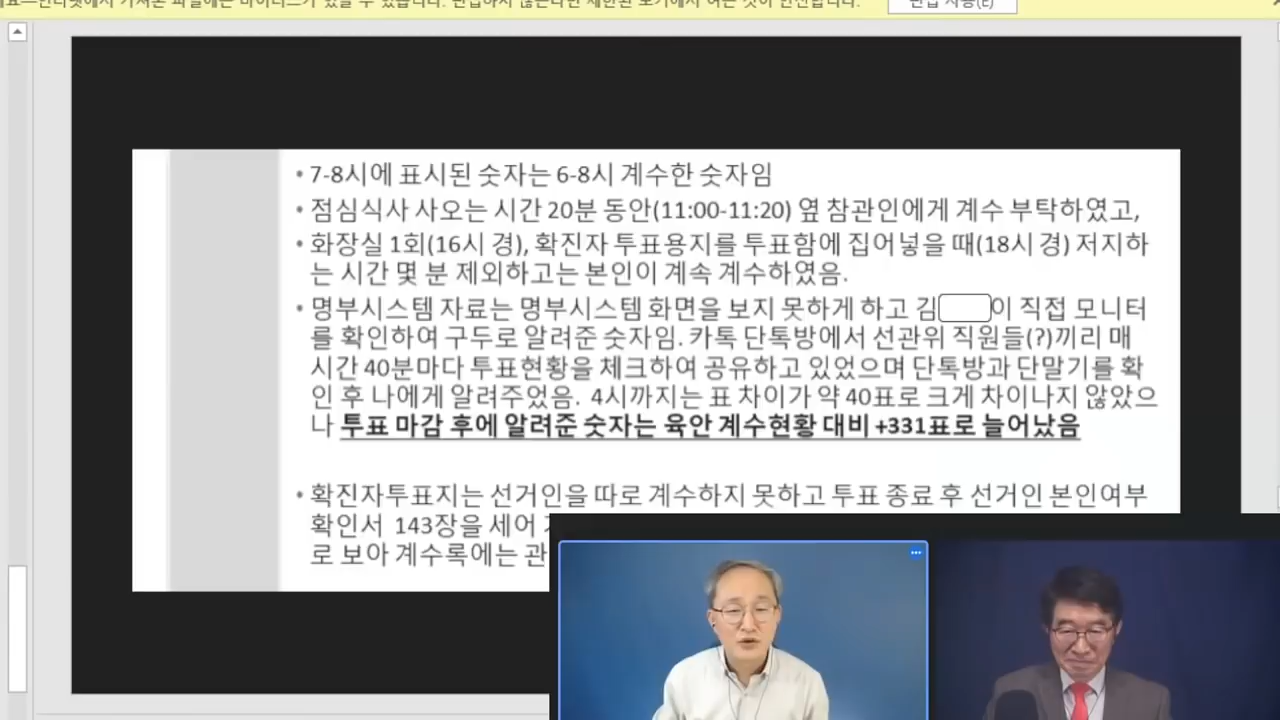 • 7-8시에 표시된 숫자는 6-8시 계수한 숫자임
• 점심식사 사오는 시간 20분 동안(11:00-11:20) 옆 참관인에게 계수 부탁하였고,
• 화장실 1회(16시 경), 확진자 투표용지를 투표함에 집어넣을 때(18시 경) 저지하
는 시간 몇 분 제외하고는 본인이 계속 계수하였음.
• 명부시스템 자료는 명부시스템 화면을 보지 못하게 하고 김 이 직접 모니터
를 확인하여 구두로 알려준 숫자임. 카톡 단톡방에서 선관위 직원들(?)끼리 매
시간 40분마다 투표현황을 체크하여 공유하고 있었으며 단톡방과 단말기를 확
인 후 나에게 알려주었음. 4시까지는 표 차이가 약 40표로 크게 차이나지 않았으
나 투표 마감 후에 알려준 숫자는 육안 계수현황 대비 +331표로 늘어났음
• 확진자투표지는 선거인을 따로 계수하지 못하고 투표 종료 후 선거인 본인여부
확인서 143장을 세어
로 보아 계수록에는 관